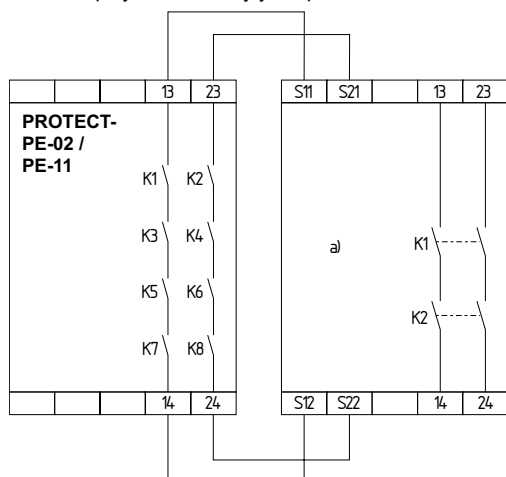 13 23 S11 S21 13 23
PROTECT-
PE-02 /
PE-11
K1 K2
K3 K4 a) K1
K5 K6
K2
K7 K8
14 24 S12 S22 14 24